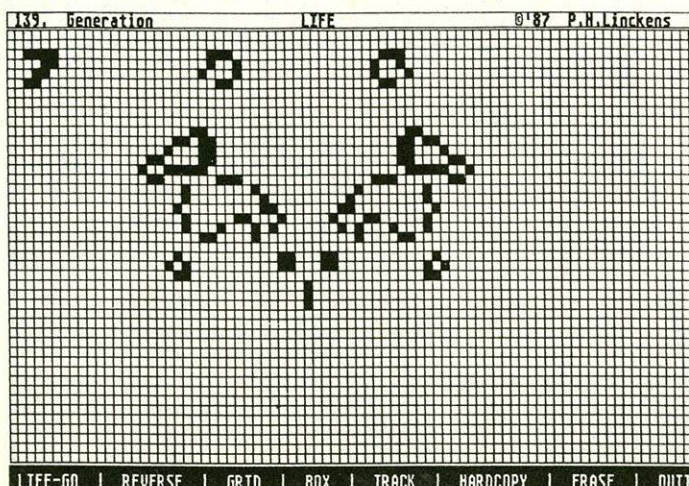 139. Generation LIFE ©'87 P.H.Linckens
LIFE-GO | REVERSE | GRID | BOX | TRACK | HARDCOPY | ERASE | QUIT